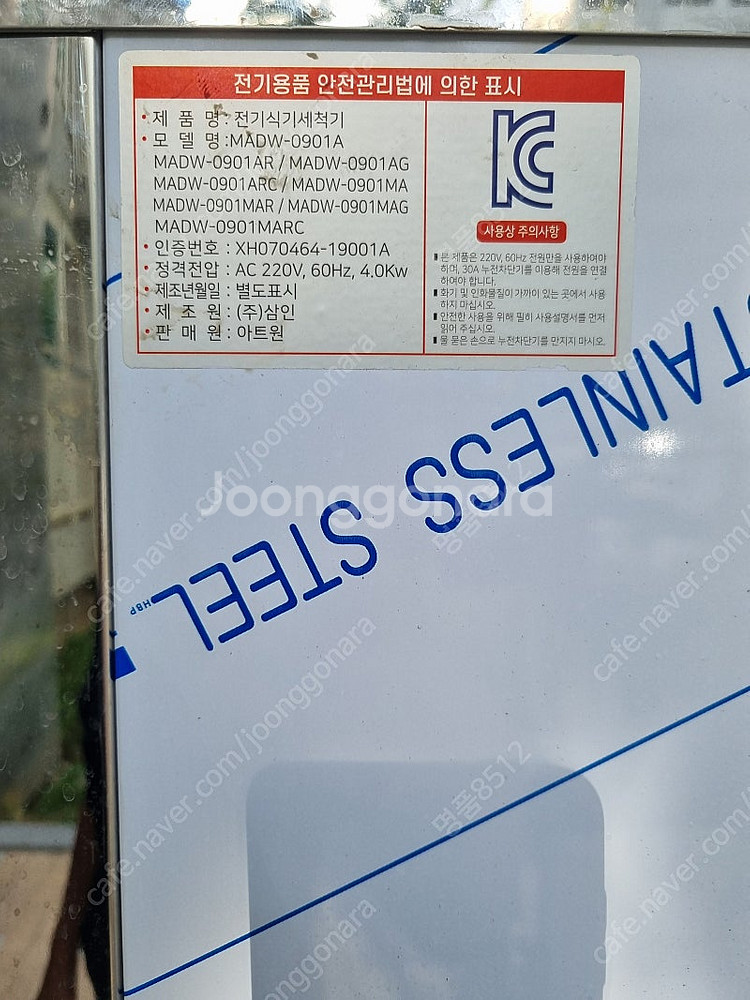 전기용품 안전관리법에 의한 표시
• 제 품 명 : 전기식기세척기
• 모 델 명 : MADW-0901A
MADW-0901AR / MADW-0901AG
MADW-0901ARC / MADW-0901MA
MADW-0901MAR / MADW-0901MAG
MADW-0901MARC
• 인증번호 : XH070464-19001A
• 정격전압 : AC 220V, 60Hz, 4.0Kw
• 제조년월일 : 별도표시
• 제 조 원 : (주)삼인
• 판 매 원 : 아트원
KC
사용상 주의사항
본 제품은 220V, 60Hz 전원만을 사용하여야
하며, 30A 누전차단기를 이용해 전원을 연결
하여야 합니다.
화기 및 인화물질이 가까이 있는 곳에서 사용
하지 마십시오.
안전한 사용을 위해 필히 사용설명서를 먼저
읽어 주십시오.
물 묻은 손으로 누전차단기를 만지지 마시오.
STAINLESS STEEL
HBP
Joonggonara
cafe.naver.com/joonggonara
명품8512